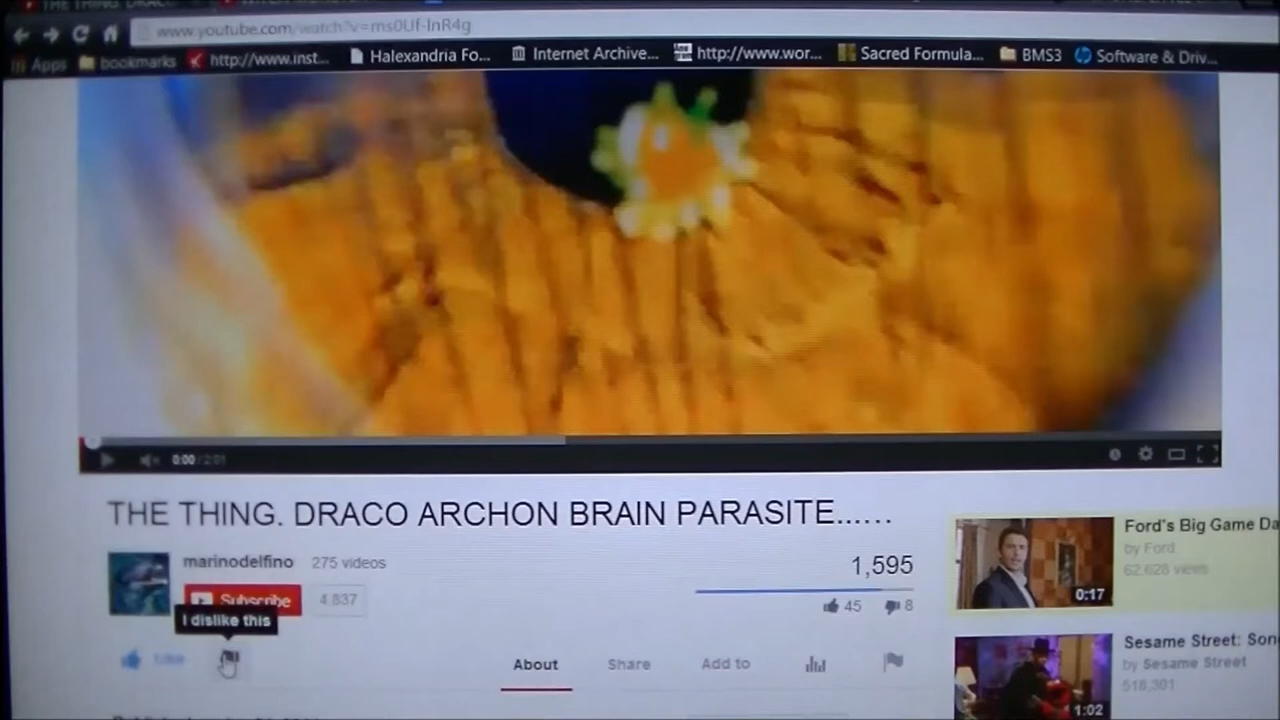 THE THING. DRACO
www.youtube.com/watch?v=ms0Uf-InR4g
Apps bookmarks http://www.inst... Halexandria Fo... Internet Archive... http://www.wor... Sacred Formula... BMS3 Software & Driv...
0:00 / 2:01
THE THING. DRACO ARCHON BRAIN PARASITE......
marinodelfino 275 videos
Subscribe 4,837
1,595
45 8
I dislike this
Like
About Share Add to
Ford's Big Game Da
by Ford
62,628 views
0:17
Sesame Street: Son
by Sesame Street
518,301
1:02